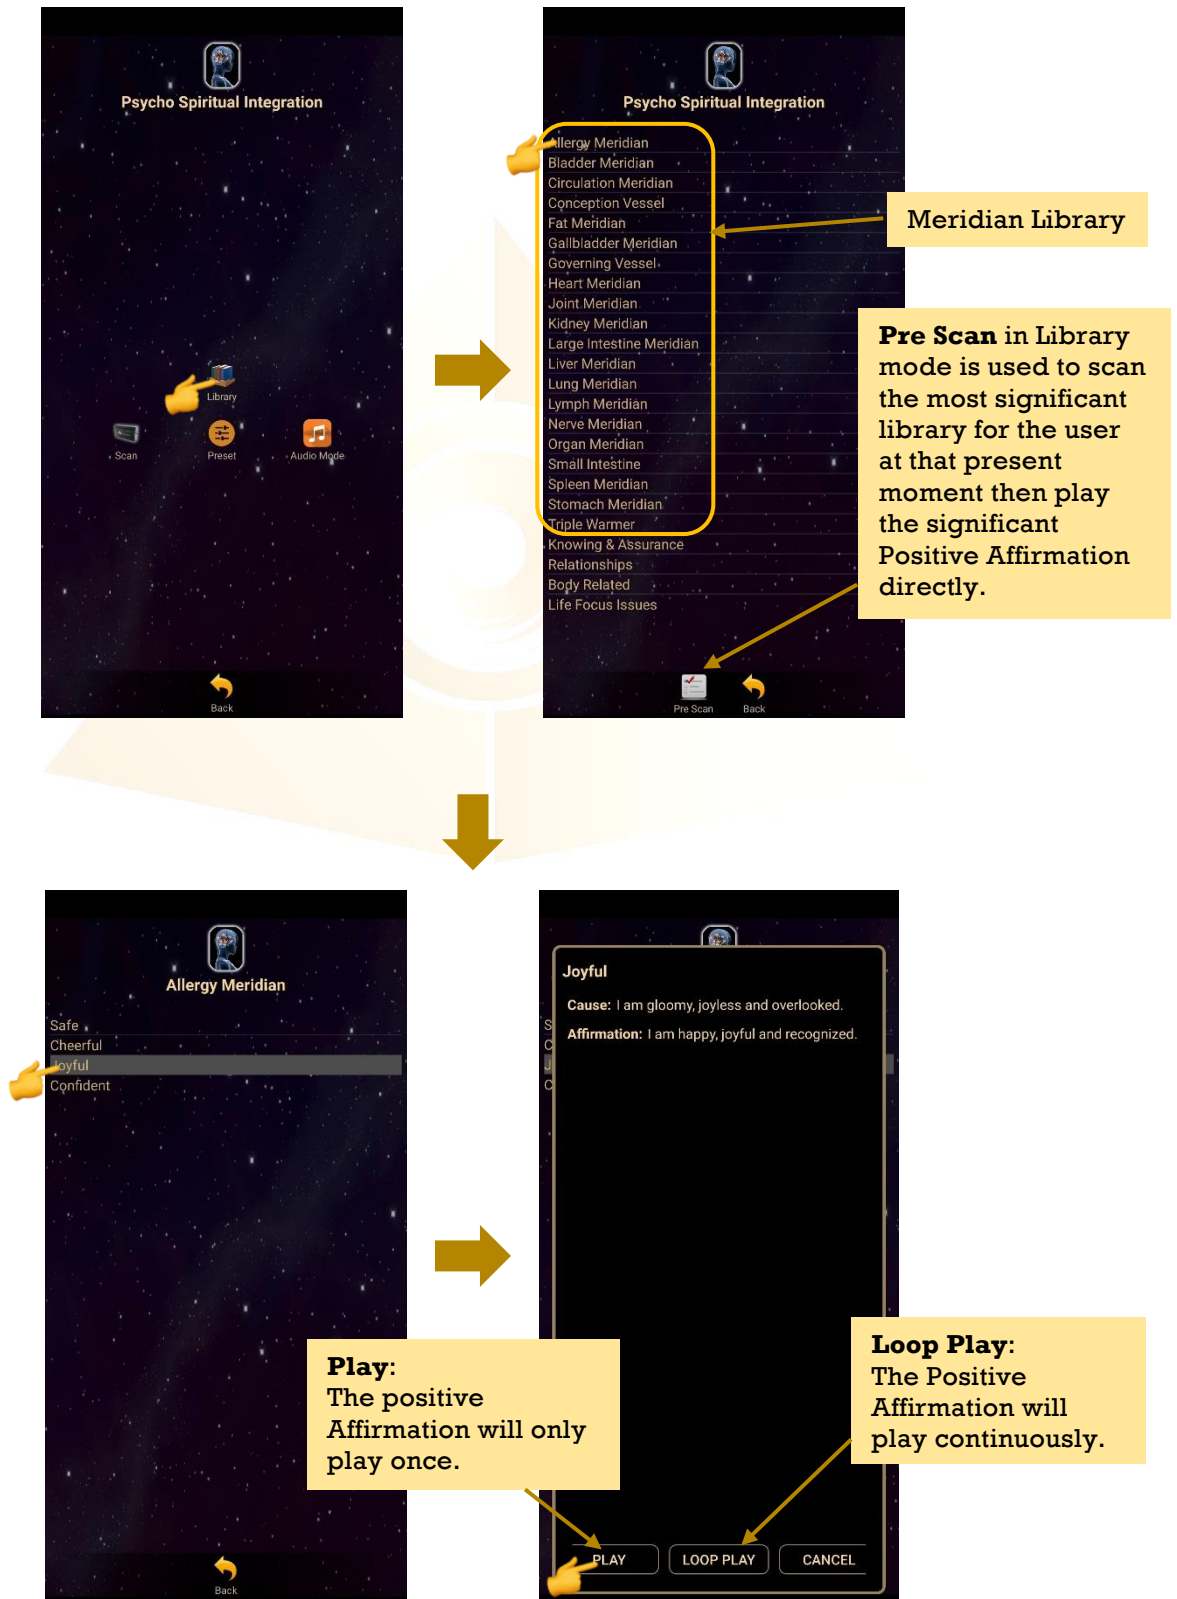 Psycho Spiritual Integration
Library
Scan
Preset
Audio Mode
Back
Psycho Spiritual Integration
Allergy Meridian
Bladder Meridian
Circulation Meridian
Conception Vessel
Fat Meridian
Gallbladder Meridian
Governing Vessel
Heart Meridian
Joint Meridian
Kidney Meridian
Large Intestine Meridian
Liver Meridian
Lung Meridian
Lymph Meridian
Nerve Meridian
Organ Meridian
Small Intestine
Spleen Meridian
Stomach Meridian
Triple Warmer
Knowing & Assurance
Relationships
Body Related
Life Focus Issues
Pre Scan
Back
Meridian Library
Pre Scan in Library
mode is used to scan
the most significant
library for the user
at that present
moment then play
the significant
Positive Affirmation
directly.
Allergy Meridian
Safe
Cheerful
Joyful
Confident
Back
Joyful
Cause: I am gloomy, joyless and overlooked.
Affirmation: I am happy, joyful and recognized.
S
C
J
C
Play:
The positive
Affirmation will only
play once.
Loop Play:
The Positive
Affirmation will
play continuously.
PLAY
LOOP PLAY
CANCEL